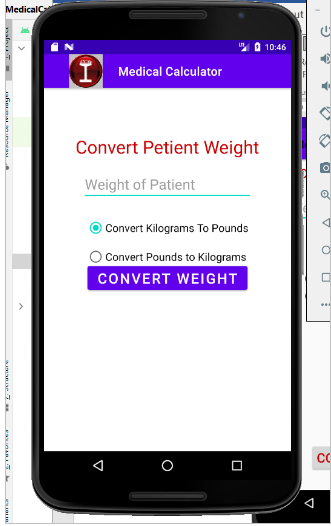 MedicalCa
10:46
Medical Calculator
Convert Petient Weight
Weight of Patient
Convert Kilograms To Pounds
Convert Pounds to Kilograms
CONVERT WEIGHT
CO